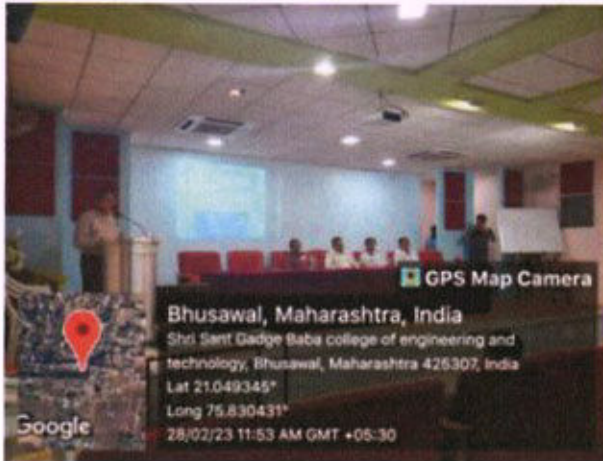 GPS Map Camera
Bhusawal, Maharashtra, India
Shri Sant Gadge Baba college of engineering and
technology, Bhusawal, Maharashtra 425307, India
Lat 21.049345°
Long 75.830431°
28/02/23 11:53 AM GMT +05:30
Google